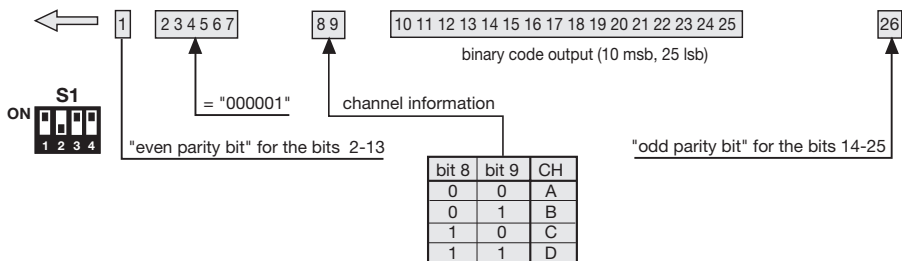 1 2 3 4 5 6 7 8 9 10 11 12 13 14 15 16 17 18 19 20 21 22 23 24 25 26
binary code output (10 msb, 25 lsb)
S1
ON
1 2 3 4
= "000001"
channel information
"even parity bit" for the bits 2-13
"odd parity bit" for the bits 14-25
bit 8 bit 9 CH
0 0 A
0 1 B
1 0 C
1 1 D